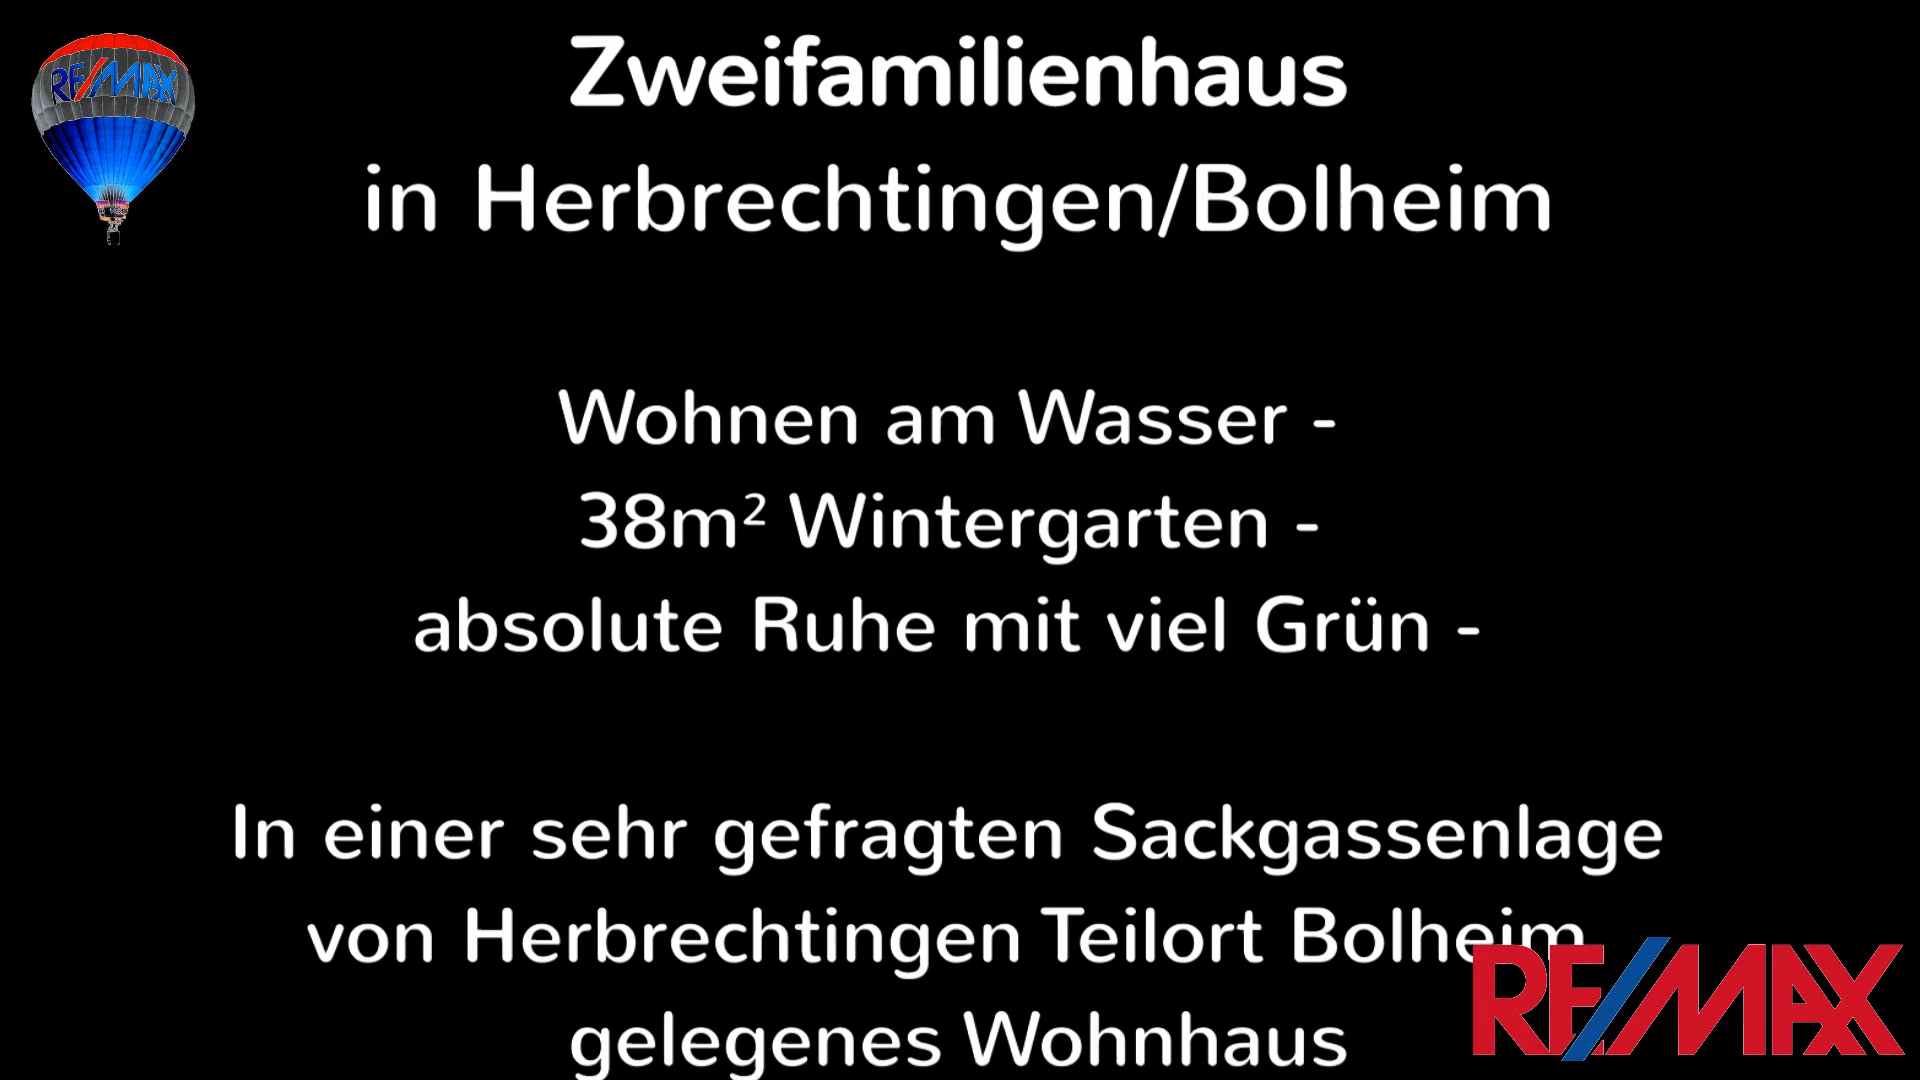 RE/MAX
Zweifamilienhaus
in Herbrechtingen/Bolheim
Wohnen am Wasser -
38m² Wintergarten -
absolute Ruhe mit viel Grün -
In einer sehr gefragten Sackgassenlage
von Herbrechtingen Teilort Bolheim
gelegenes Wohnhaus
RE/MAX